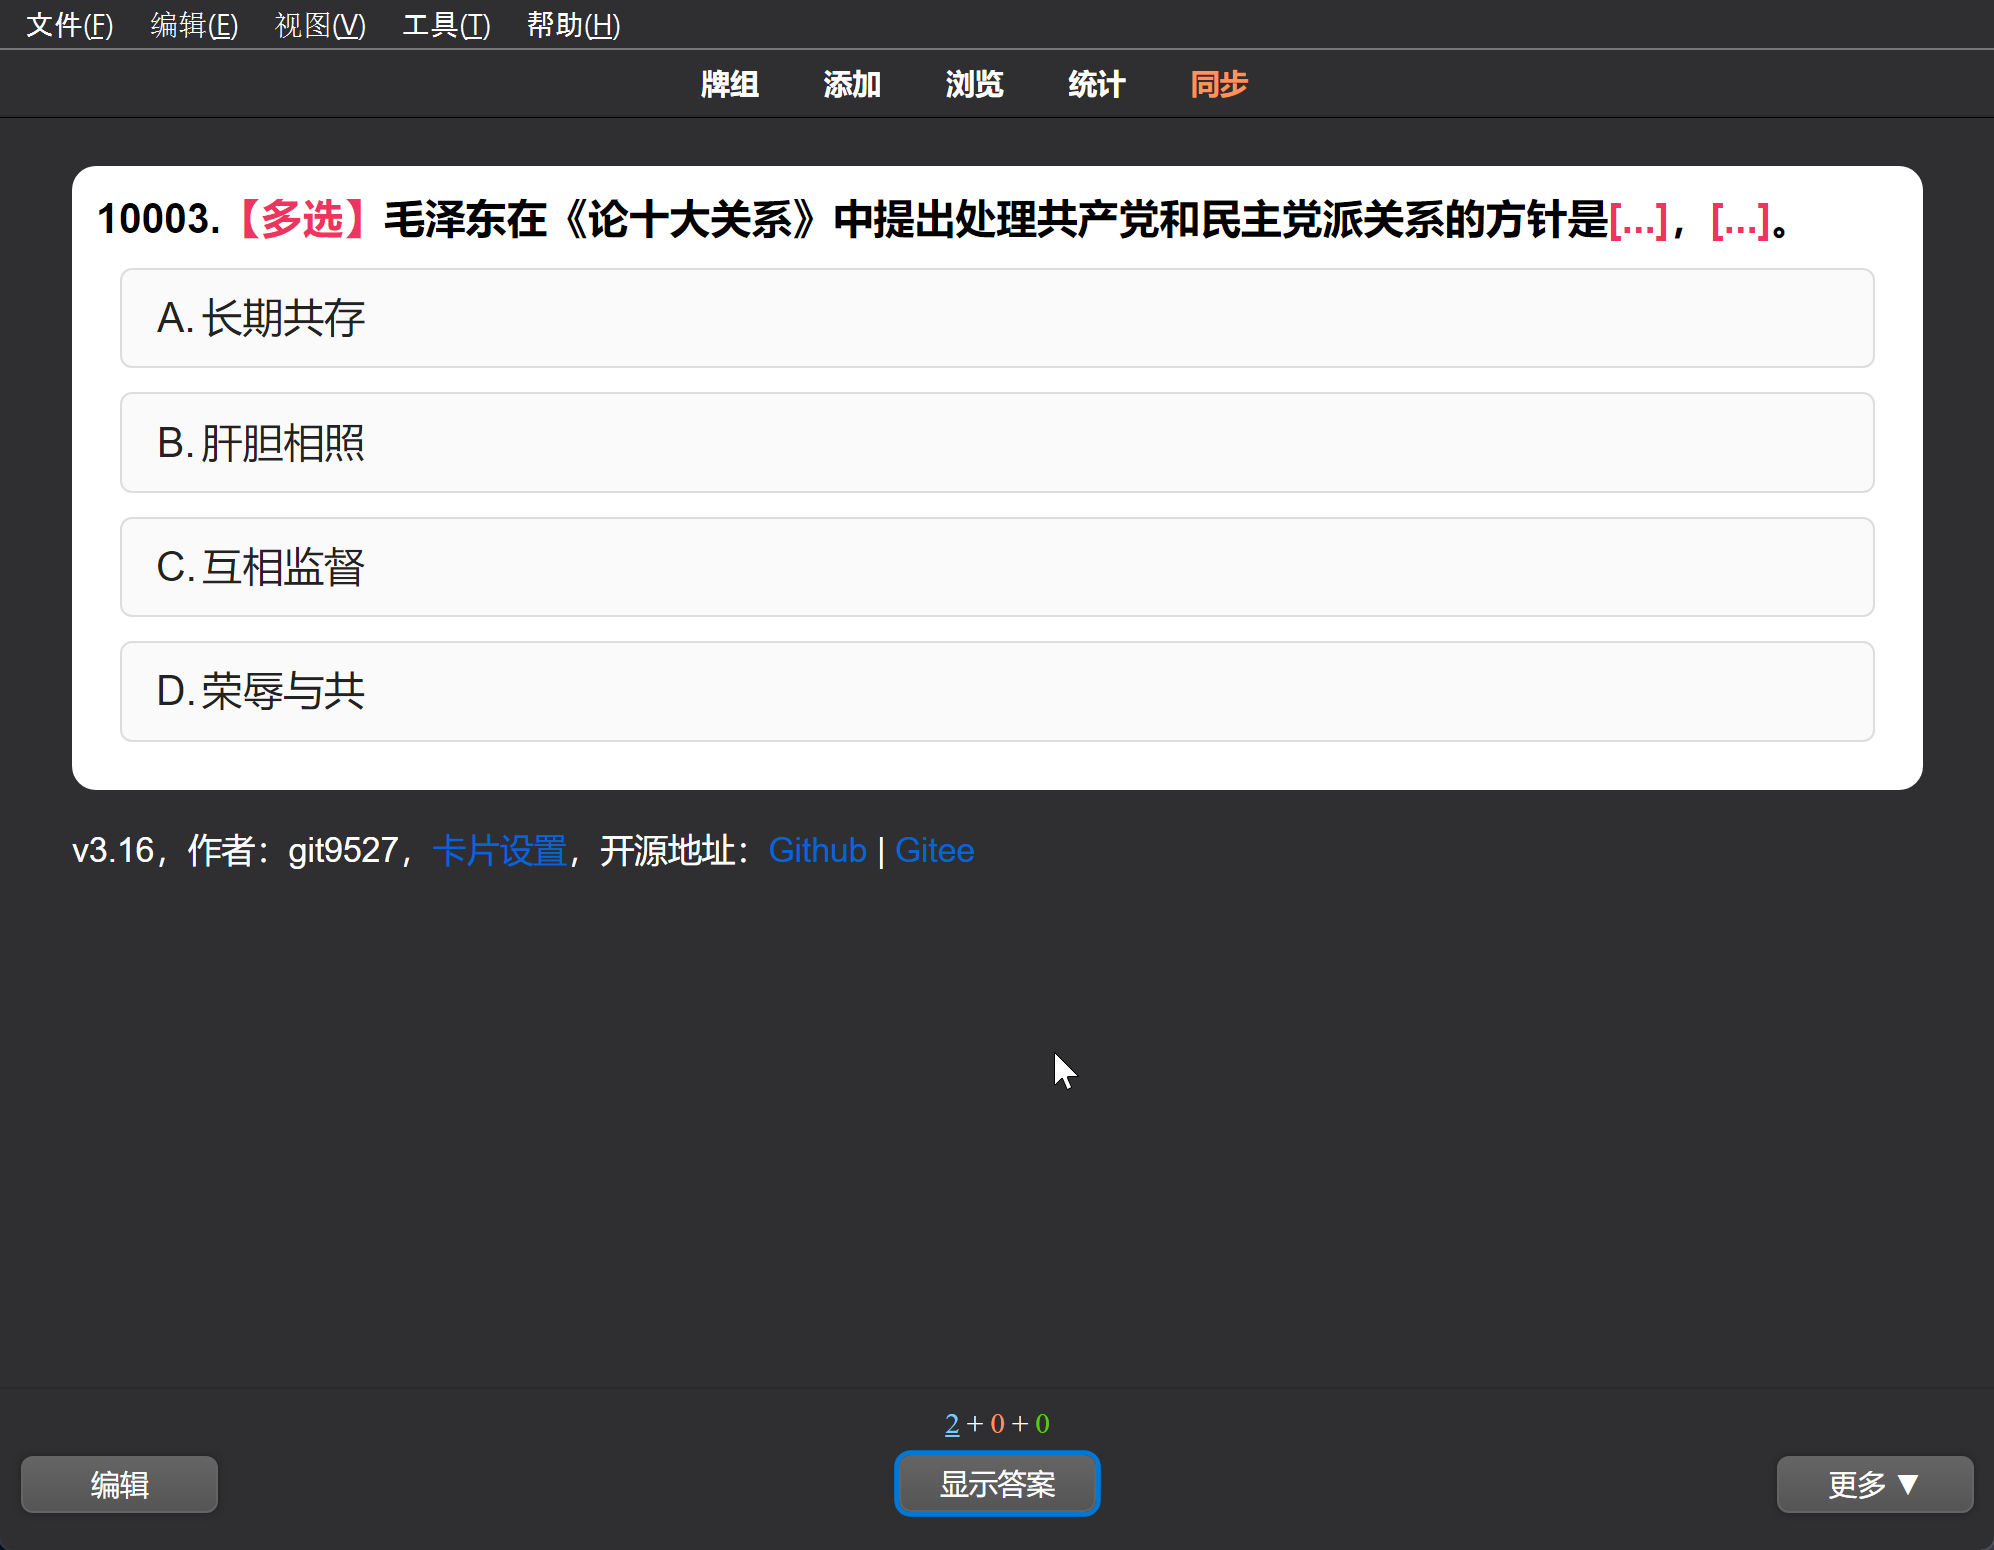 文件(F) 编辑(E) 视图(V) 工具(T) 帮助(H)
牌组 添加 浏览 统计 同步
10003.【多选】毛泽东在《论十大关系》中提出处理共产党和民主党派关系的方针是[...]，[...]。
A. 长期共存
B. 肝胆相照
C. 互相监督
D. 荣辱与共
v3.16，作者：git9527，卡片设置，开源地址：Github | Gitee
2 + 0 + 0
编辑 显示答案 更多 ▼